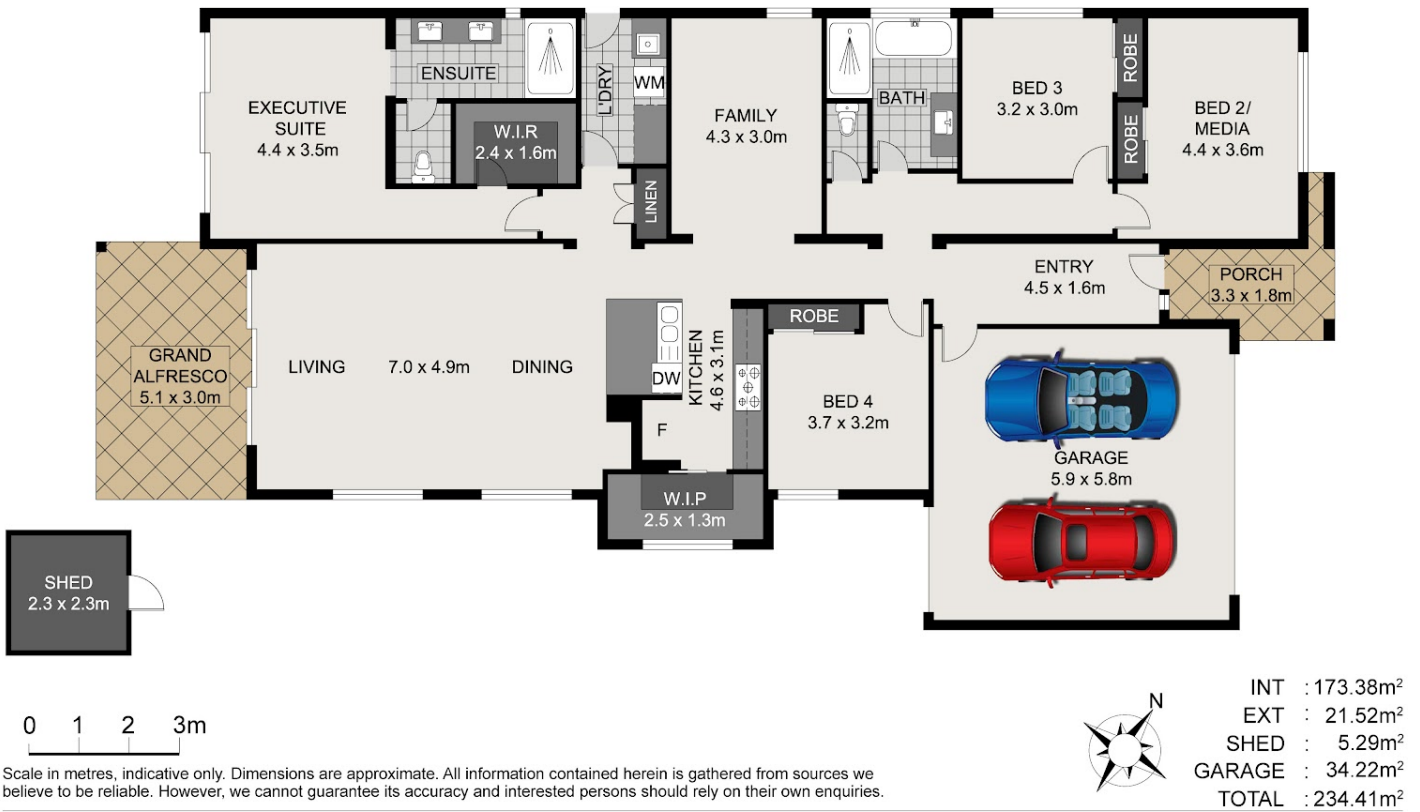 EXECUTIVE
SUITE
4.4 x 3.5m
ENSUITE
W.I.R
2.4 x 1.6m
L'DRY
WM
LINEN
FAMILY
4.3 x 3.0m
BATH
BED 3
3.2 x 3.0m
ROBE
ROBE
BED 2/
MEDIA
4.4 x 3.6m
GRAND
ALFRESCO
5.1 x 3.0m
LIVING 7.0 x 4.9m DINING
DW
F
KITCHEN
4.6 x 3.1m
W.I.P
2.5 x 1.3m
ROBE
BED 4
3.7 x 3.2m
ENTRY
4.5 x 1.6m
PORCH
3.3 x 1.8m
GARAGE
5.9 x 5.8m
SHED
2.3 x 2.3m
0 1 2 3m
Scale in metres, indicative only. Dimensions are approximate. All information contained herein is gathered from sources we
believe to be reliable. However, we cannot guarantee its accuracy and interested persons should rely on their own enquiries.
N
INT : 173.38m²
EXT : 21.52m²
SHED : 5.29m²
GARAGE : 34.22m²
TOTAL : 234.41m²